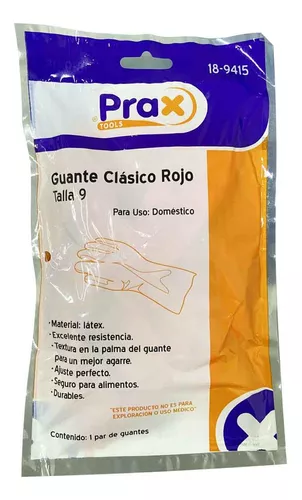 18-9415
Prax
TOOLS
Guante Clásico Rojo
Talla 9
Para Uso: Doméstico
·Material: látex.
·Excelente resistencia.
·Textura en la palma del guante
para un mejor agarre.
·Ajuste perfecto.
·Seguro para alimentos.
·Durables.
"ESTE PRODUCTO NO ES PARA
EXPLORACIÓN O USO MEDICO"
Contenido: 1 par de guantes